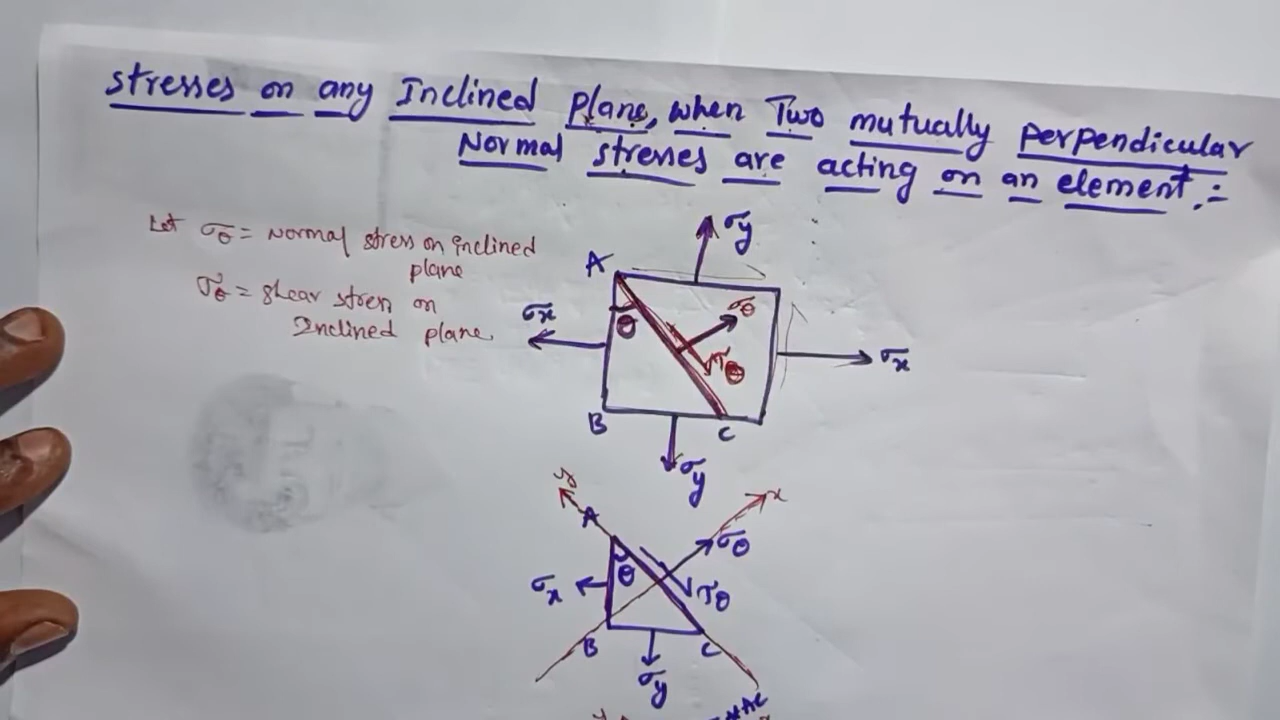 stresses on any Inclined Plane, when Two mutually perpendicular
Normal stresses are acting on an element:-
Let σθ = Normal stress on inclined
plane
τθ = shear stress on
Inclined plane.
σy
A
σx
θ
σθ
τθ
σx
B
C
σy
y
x
A
σθ
θ
σx
τθ
B
C
σy